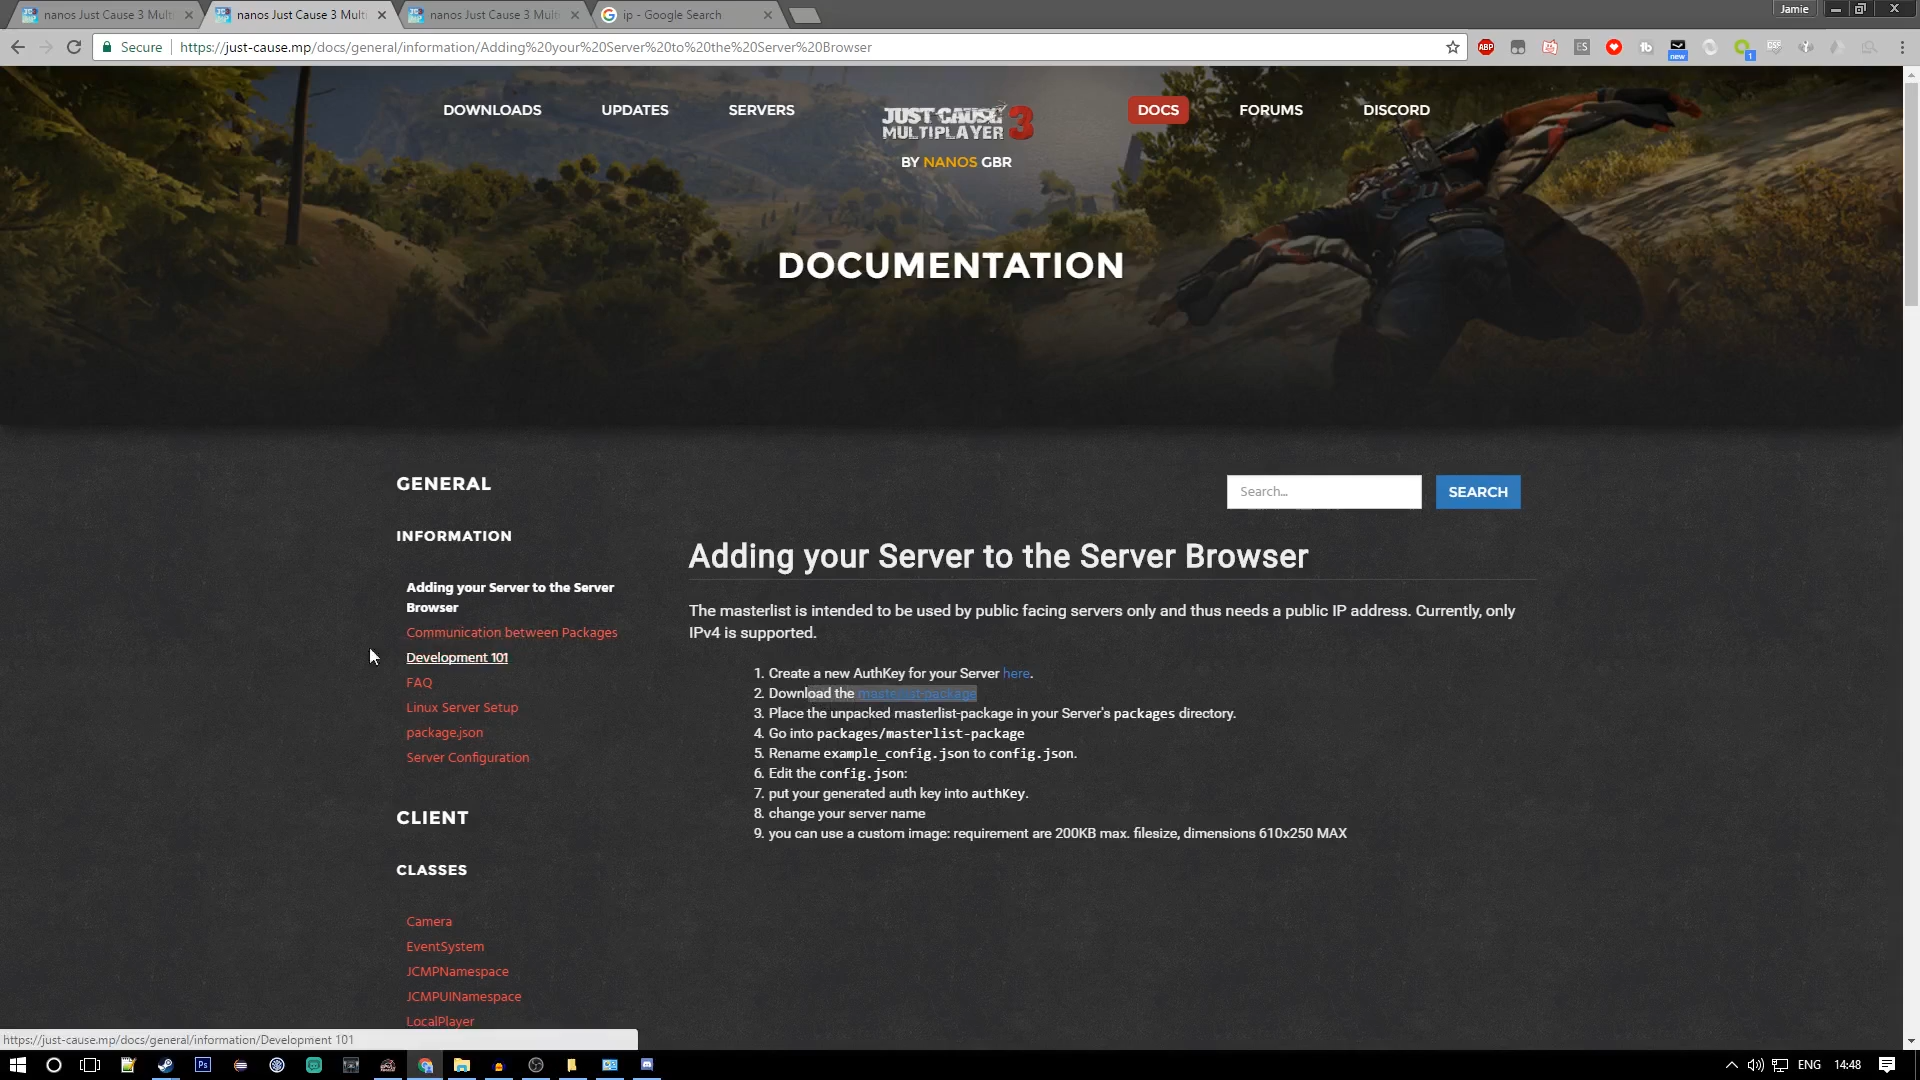 nanos Just Cause 3 Multi
nanos Just Cause 3 Multi
nanos Just Cause 3 Multi
ip - Google Search
Jamie
Secure
https://just-cause.mp/docs/general/information/Adding%20your%20Server%20to%20the%20Server%20Browser
ABP
ES
new
1
DOWNLOADS
UPDATES
SERVERS
JUST CAUSE 3
MULTIPLAYER
DOCS
FORUMS
DISCORD
BY NANOS GBR
DOCUMENTATION
GENERAL
Search...
SEARCH
INFORMATION
Adding your Server to the Server
Browser
Communication between Packages
Development 101
FAQ
Linux Server Setup
package.json
Server Configuration
Adding your Server to the Server Browser
The masterlist is intended to be used by public facing servers only and thus needs a public IP address. Currently, only
IPv4 is supported.
1. Create a new AuthKey for your Server here.
2. Download the masterlist-package
3. Place the unpacked masterlist-package in your Server's packages directory.
4. Go into packages/masterlist-package
5. Rename example_config.json to config.json.
6. Edit the config.json:
7. put your generated auth key into authKey.
8. change your server name
9. you can use a custom image: requirement are 200KB max. filesize, dimensions 610x250 MAX
CLIENT
CLASSES
Camera
EventSystem
JCMPNamespace
JCMPUINamespace
LocalPlayer
https://just-cause.mp/docs/general/information/Development 101
Ps
ENG
14:48